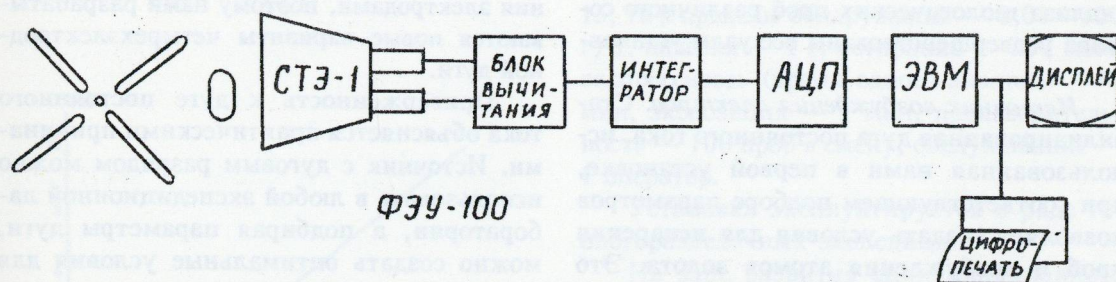 СТЭ-1
БЛОК
ВЫЧИ-
ТАНИЯ
ИНТЕГ-
РАТОР
АЦП
ЭВМ
ДИСПЛЕЙ
ФЭУ-100
ЦИФРО-
ПЕЧАТЬ